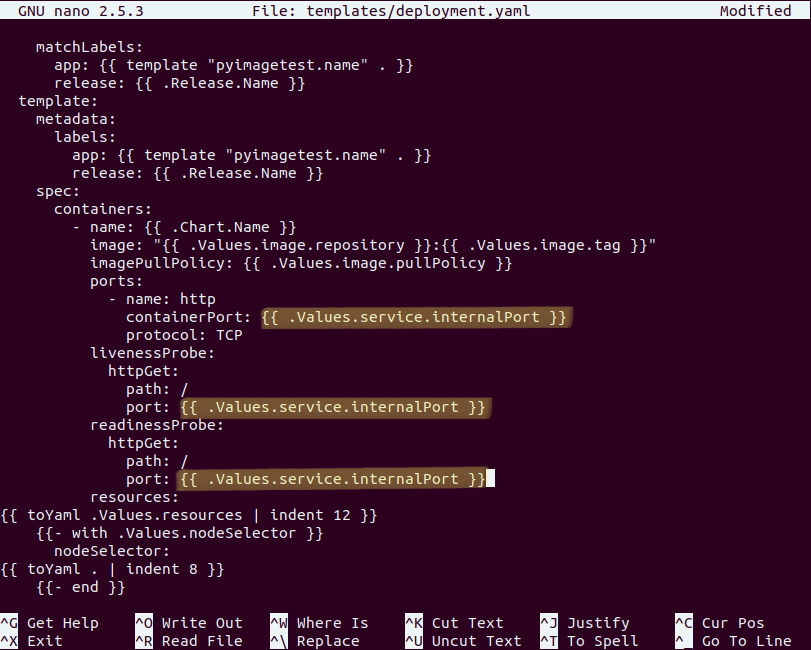 GNU nano 2.5.3 File: templates/deployment.yaml Modified
matchLabels:
app: {{ template "pyimagetest.name" . }}
release: {{ .Release.Name }}
template:
metadata:
labels:
app: {{ template "pyimagetest.name" . }}
release: {{ .Release.Name }}
spec:
containers:
- name: {{ .Chart.Name }}
image: "{{ .Values.image.repository }}:{{ .Values.image.tag }}"
imagePullPolicy: {{ .Values.image.pullPolicy }}
ports:
- name: http
containerPort: {{ .Values.service.internalPort }}
protocol: TCP
livenessProbe:
httpGet:
path: /
port: {{ .Values.service.internalPort }}
readinessProbe:
httpGet:
path: /
port: {{ .Values.service.internalPort }}
resources:
{{ toYaml .Values.resources | indent 12 }}
{{- with .Values.nodeSelector }}
nodeSelector:
{{ toYaml . | indent 8 }}
{{- end }}
^G Get Help ^O Write Out ^W Where Is ^K Cut Text ^J Justify ^C Cur Pos
^X Exit ^R Read File ^\ Replace ^U Uncut Text ^T To Spell ^_ Go To Line